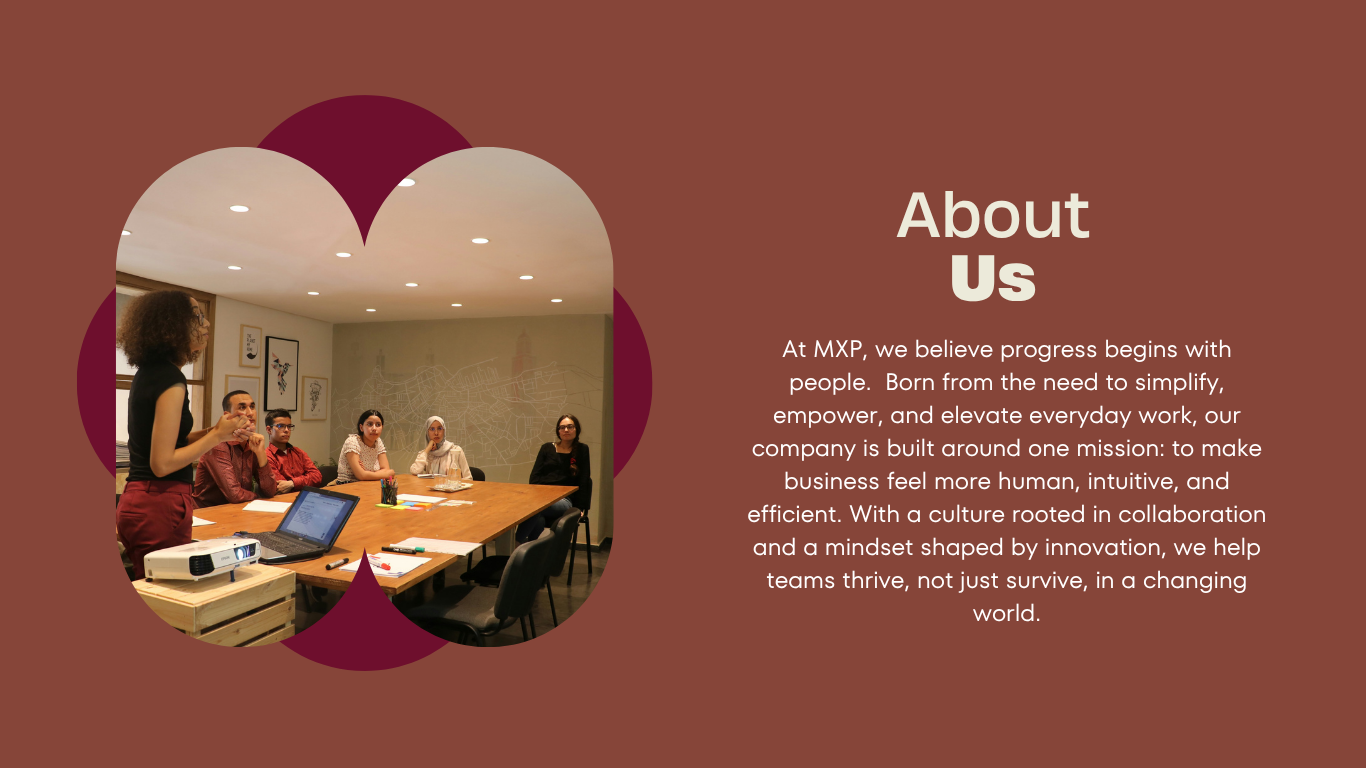 About
Us
At MXP, we believe progress begins with
people.  Born from the need to simplify,
empower, and elevate everyday work, our
company is built around one mission: to make
business feel more human, intuitive, and
efficient. With a culture rooted in collaboration
and a mindset shaped by innovation, we help
teams thrive, not just survive, in a changing
world.